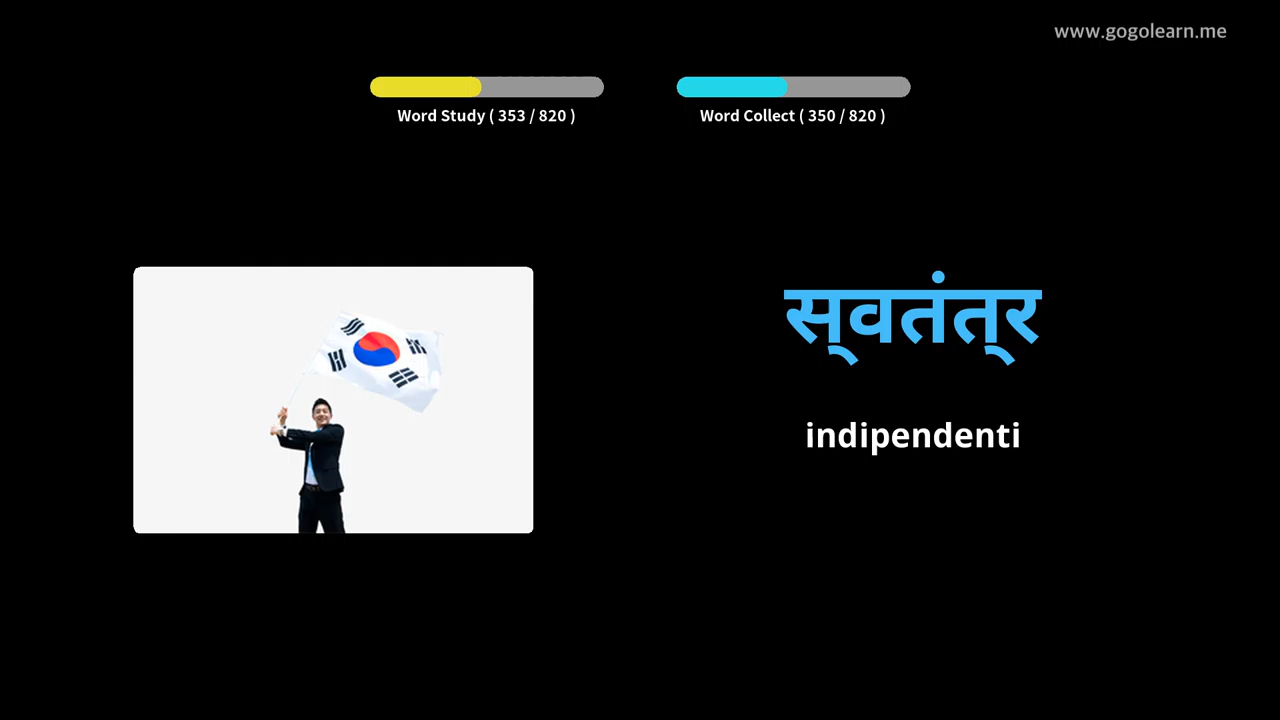 www.gogolearn.me
Word Study ( 353 / 820 )
Word Collect ( 350 / 820 )
स्‌वतंत्‌र
indipendenti